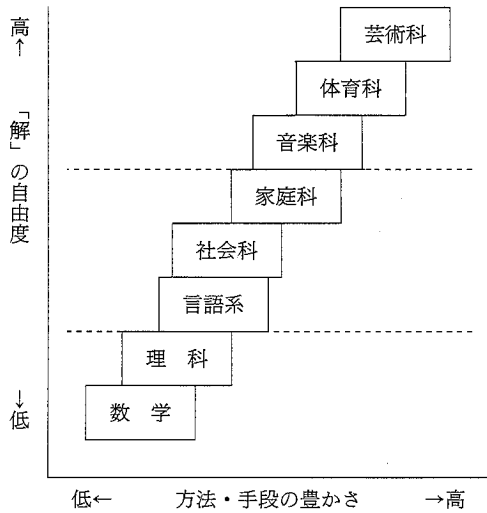 高↑
「解」の自由度
↓低
芸術科
体育科
音楽科
家庭科
社会科
言語系
理 科
数 学
低← 方法・手段の豊かさ →高